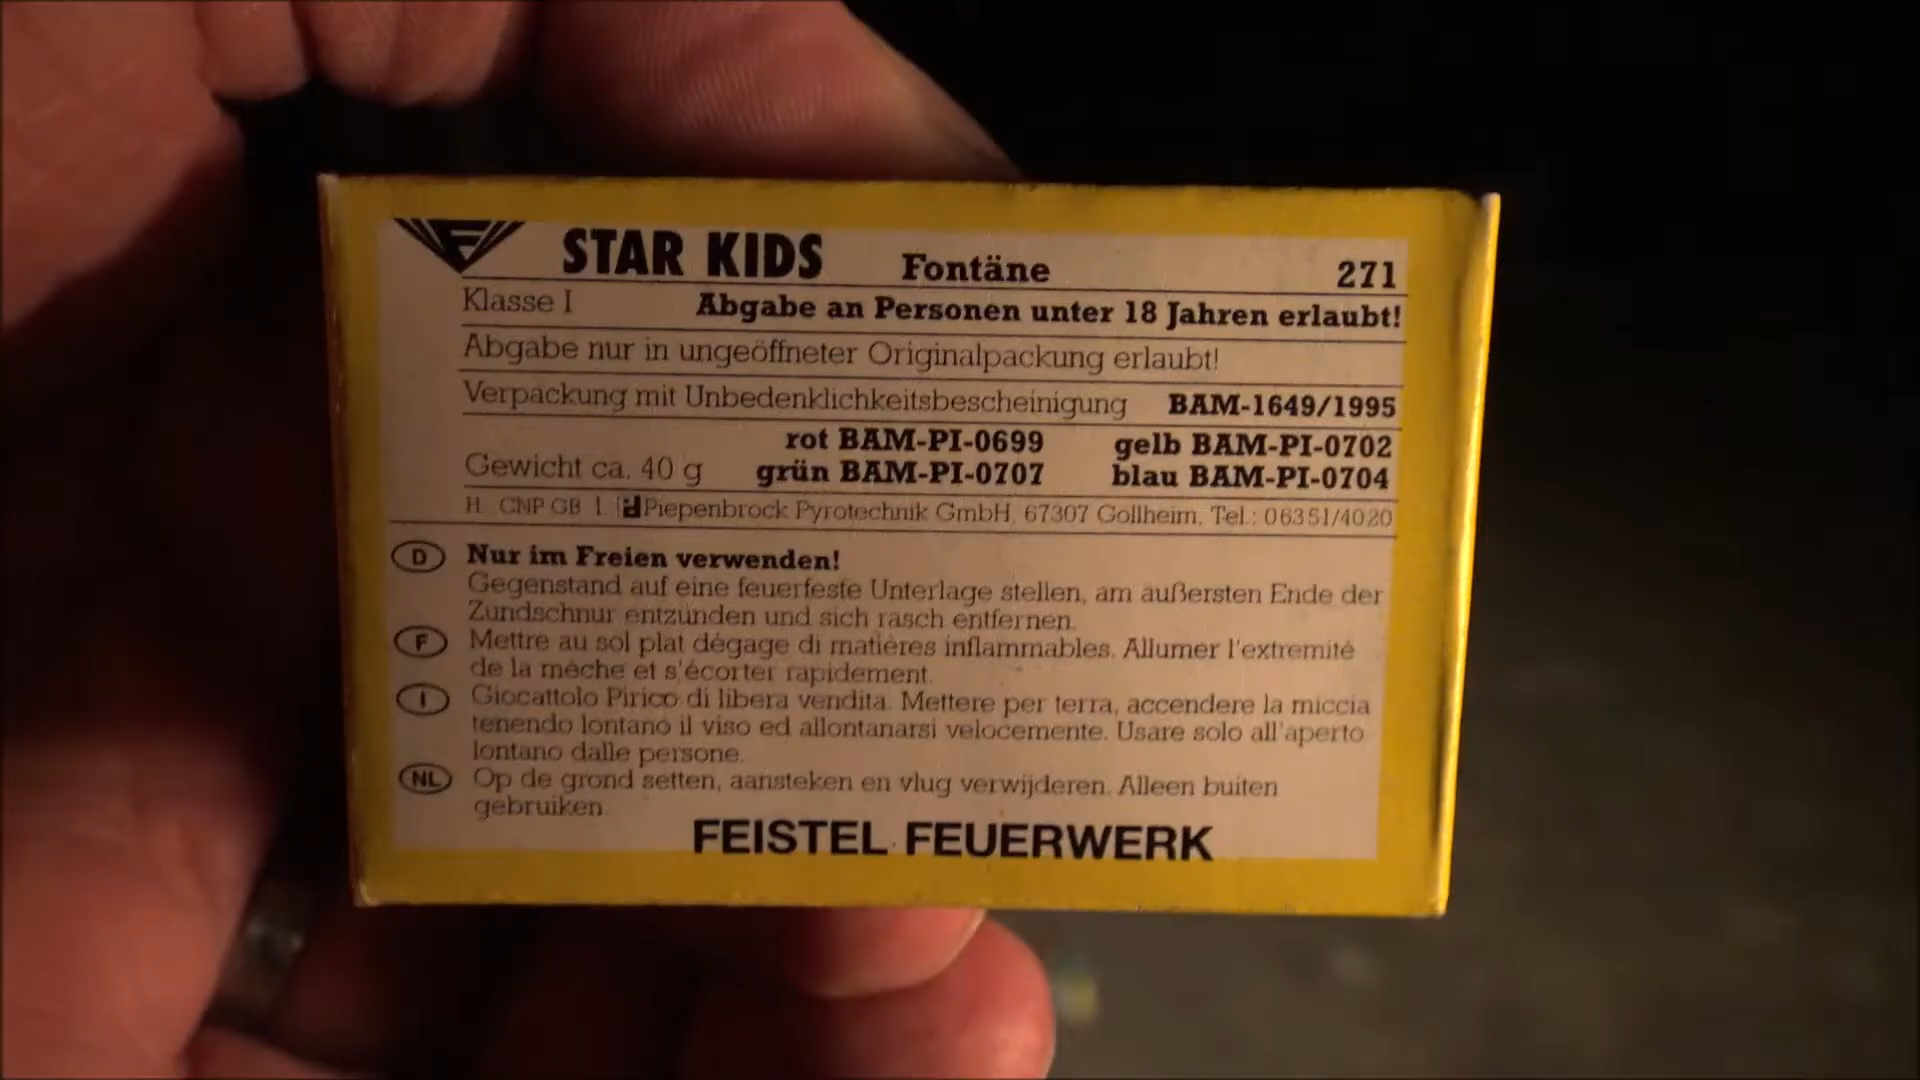 F STAR KIDS Fontäne 271
Klasse I Abgabe an Personen unter 18 Jahren erlaubt!
Abgabe nur in ungeöffneter Originalpackung erlaubt!
Verpackung mit Unbedenklichkeitsbescheinigung BAM-1649/1995
rot BAM-PI-0699 gelb BAM-PI-0702
Gewicht ca. 40 g grün BAM-PI-0707 blau BAM-PI-0704
H CNP GB I Piepenbrock Pyrotechnik GmbH, 67307 Göllheim, Tel.: 06351/4020
D Nur im Freien verwenden!
Gegenstand auf eine feuerfeste Unterlage stellen, am außersten Ende der
Zundschnur entzünden und sich rasch entfernen.
F Mettre au sol plat dégage di matières inflammables. Allumer l'extremité
de la mèche et s'écorter rapidement.
I Giocattolo Pirico di libera vendita. Mettere per terra, accendere la miccia
tenendo lontano il viso ed allontanarsi velocemente. Usare solo all'aperto
lontano dalle persone.
NL Op de grond setten, aansteken en vlug verwijderen. Alleen buiten
gebruiken.
FEISTEL FEUERWERK